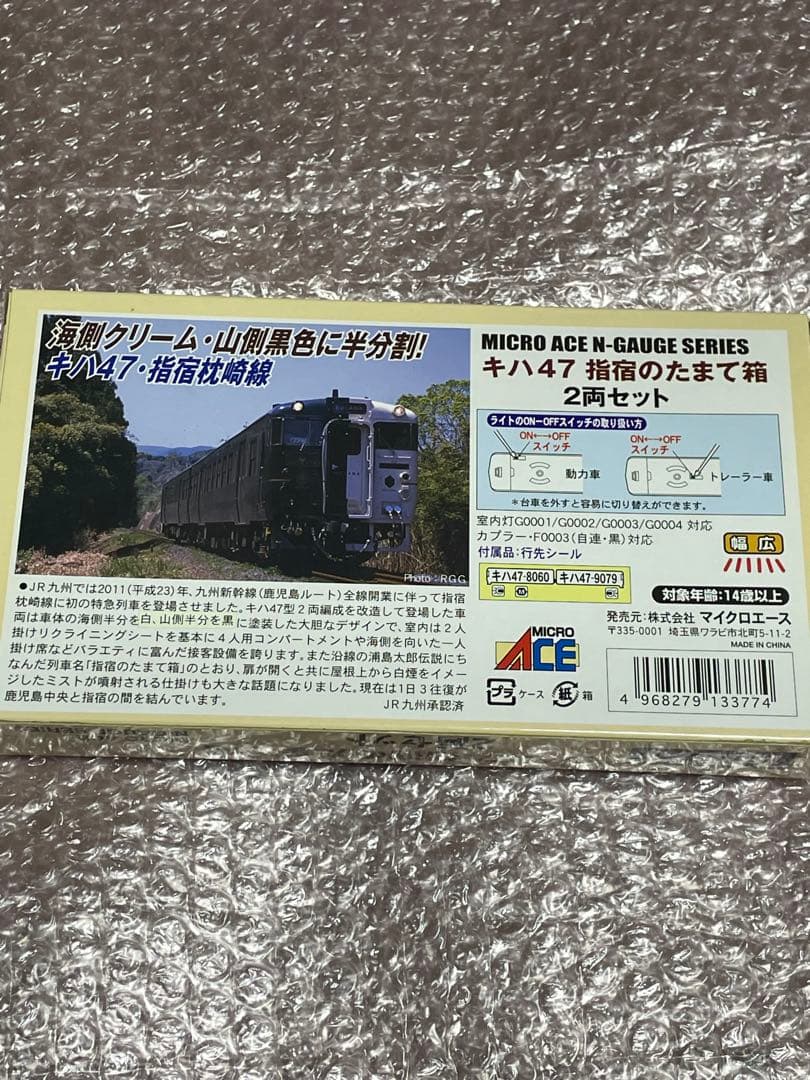 海側クリーム・山側黒色に半分割!
キハ47・指宿枕崎線
Photo:RGG
●JR九州では2011(平成23)年、九州新幹線(鹿児島ルート)全線開業に伴って指宿
枕崎線に初の特急列車を登場させました。キハ47型2両編成を改造して登場した車
両は車体の海側半分を白、山側半分を黒に塗装した大胆なデザインで、室内は2人
掛けリクライニングシートを基本に4人用コンパートメントや海側を向いた一人
掛け席などバラエティに富んだ接客設備を誇ります。また沿線の浦島太郎伝説にち
なんだ列車名「指宿のたまて箱」のとおり、扉が開くと共に屋根上から白煙をイメー
ジしたミストが噴射される仕掛けも大きな話題になりました。現在は1日3往復が
鹿児島中央と指宿の間を結んでいます。
JR九州承認済
MICRO ACE N-GAUGE SERIES
キハ47 指宿のたまて箱
2両セット
ライトのON−OFFスイッチの取り扱い方
ON←→OFF
スイッチ
動力車
ON←→OFF
スイッチ
トレーラー車
*台車を外すと容易に切り替えができます。
室内灯G0001/G0002/G0003/G0004 対応
カプラー・F0003(自連・黒)対応
付属品:行先シール
幅広
キハ47-8060
キハ47-9079
対象年齢:14歳以上
発売元:株式会社 マイクロエース
〒335-0001 埼玉県ワラビ市北町5-11-2
MADE IN CHINA
MICRO
ACE
プラ ケース
紙 箱
4 968279 133774